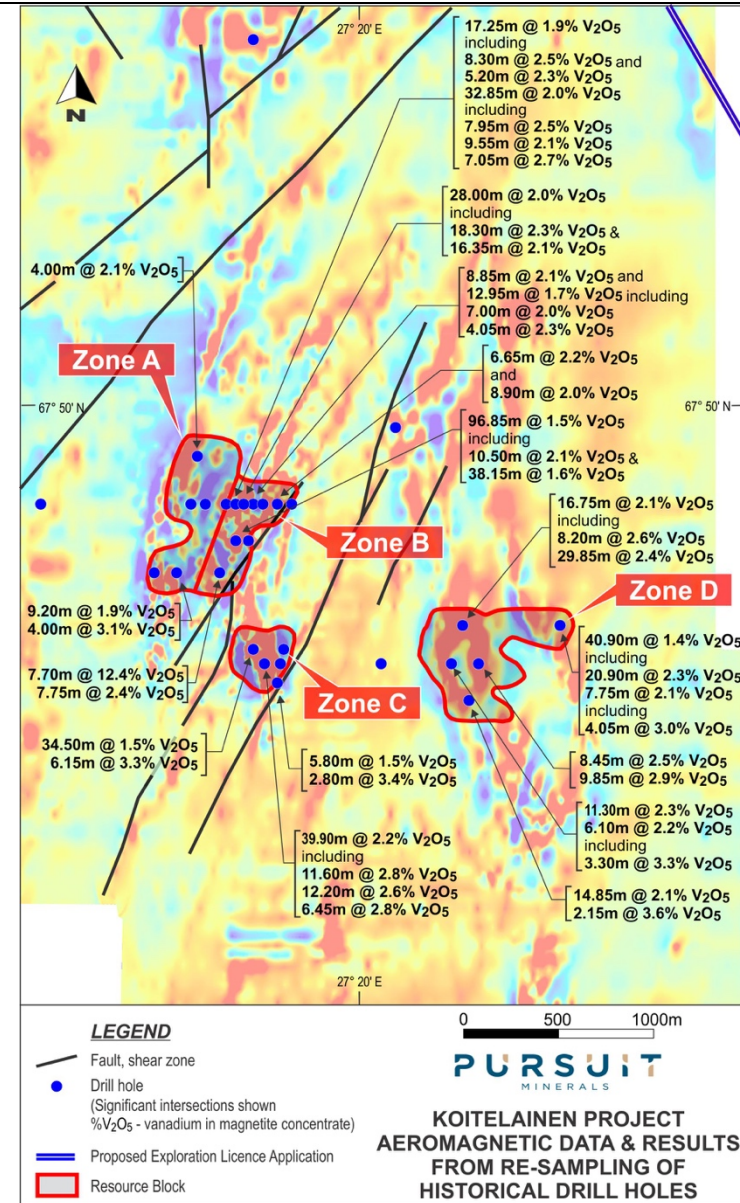 27° 20' E
17.25m @ 1.9% V2O5
including
8.30m @ 2.5% V2O5 and
5.20m @ 2.3% V2O5
32.85m @ 2.0% V2O5
including
7.95m @ 2.5% V2O5
9.55m @ 2.1% V2O5
7.05m @ 2.7% V2O5
N
28.00m @ 2.0% V2O5
including
18.30m @ 2.3% V2O5 &
16.35m @ 2.1% V2O5
4.00m @ 2.1% V2O5
8.85m @ 2.1% V2O5 and
12.95m @ 1.7% V2O5 including
7.00m @ 2.0% V2O5
4.05m @ 2.3% V2O5
Zone A
6.65m @ 2.2% V2O5
and
8.90m @ 2.0% V2O5
67° 50' N
67° 50' N
96.85m @ 1.5% V2O5
including
10.50m @ 2.1% V2O5 &
38.15m @ 1.6% V2O5
16.75m @ 2.1% V2O5
including
8.20m @ 2.6% V2O5
29.85m @ 2.4% V2O5
Zone B
Zone D
9.20m @ 1.9% V2O5
4.00m @ 3.1% V2O5
40.90m @ 1.4% V2O5
including
20.90m @ 2.3% V2O5
7.75m @ 2.1% V2O5
including
4.05m @ 3.0% V2O5
7.70m @ 12.4% V2O5
7.75m @ 2.4% V2O5
Zone C
34.50m @ 1.5% V2O5
6.15m @ 3.3% V2O5
5.80m @ 1.5% V2O5
2.80m @ 3.4% V2O5
8.45m @ 2.5% V2O5
9.85m @ 2.9% V2O5
11.30m @ 2.3% V2O5
6.10m @ 2.2% V2O5
including
3.30m @ 3.3% V2O5
39.90m @ 2.2% V2O5
including
11.60m @ 2.8% V2O5
12.20m @ 2.6% V2O5
6.45m @ 2.8% V2O5
14.85m @ 2.1% V2O5
2.15m @ 3.6% V2O5
27° 20' E
LEGEND
Fault, shear zone
Drill hole
(Significant intersections shown
%V2O5 - vanadium in magnetite concentrate)
Proposed Exploration Licence Application
Resource Block
0 500 1000m
PURSUIT
MINERALS
KOITELAINEN PROJECT
AEROMAGNETIC DATA & RESULTS
FROM RE-SAMPLING OF
HISTORICAL DRILL HOLES